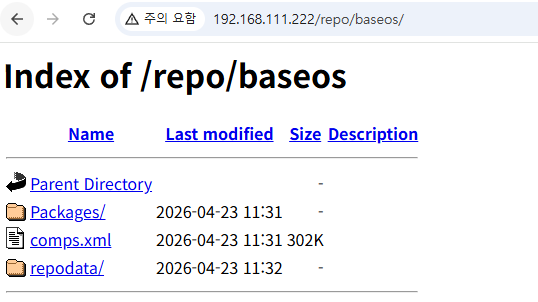 주의 요함 192.168.111.222/repo/baseos/
Index of /repo/baseos
Name Last modified Size Description
Parent Directory -
Packages/ 2026-04-23 11:31 -
comps.xml 2026-04-23 11:31 302K
repodata/ 2026-04-23 11:32 -